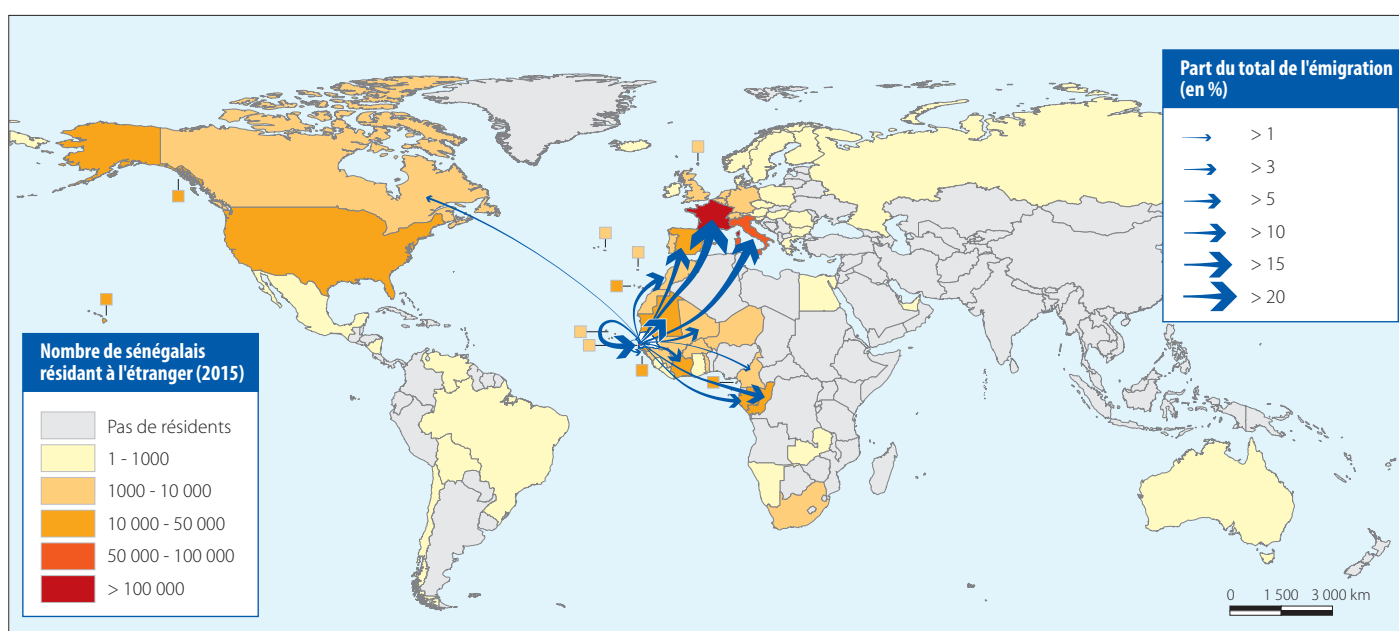 Part du total de l'émigration
(en %)
> 1
> 3
> 5
> 10
> 15
> 20
Nombre de sénégalais
résidant à l'étranger (2015)
Pas de résidents
1 - 1000
1000 - 10 000
10 000 - 50 000
50 000 - 100 000
> 100 000
0 1 500 3 000 km